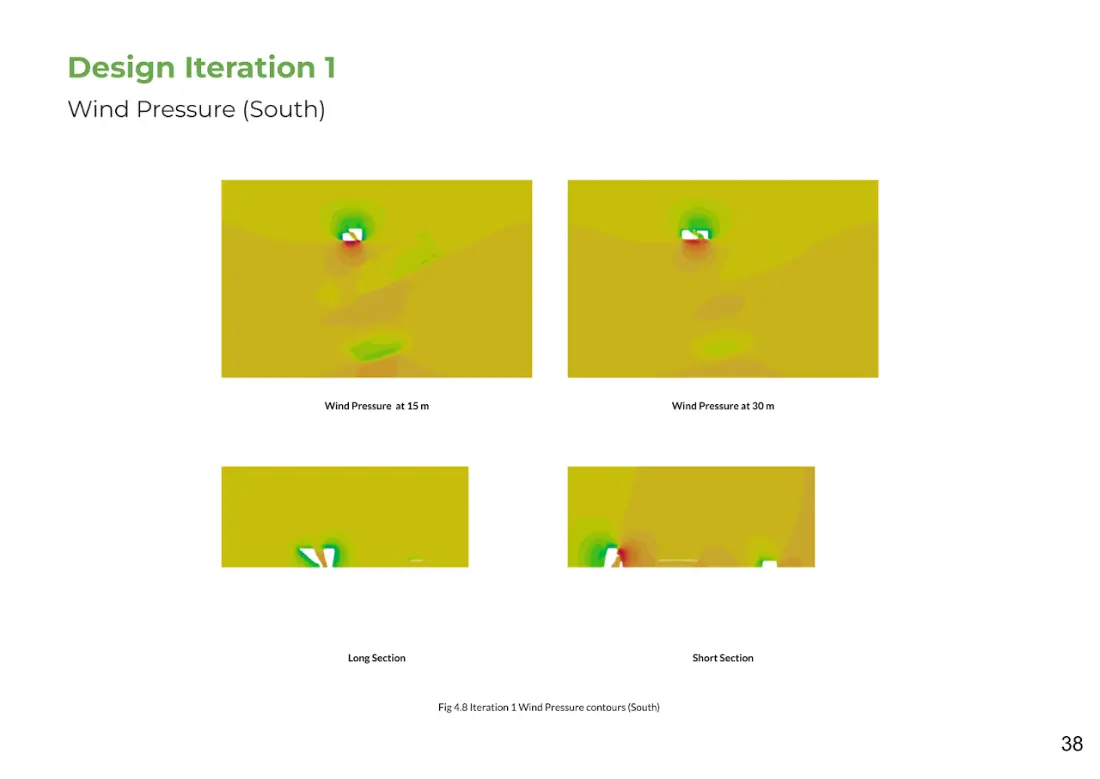 Design Iteration 1
Wind Pressure (South)
Wind Pressure at 15 m
Wind Pressure at 30 m
Long Section
Short Section
Fig 4.8 Iteration 1 Wind Pressure contours (South)
38